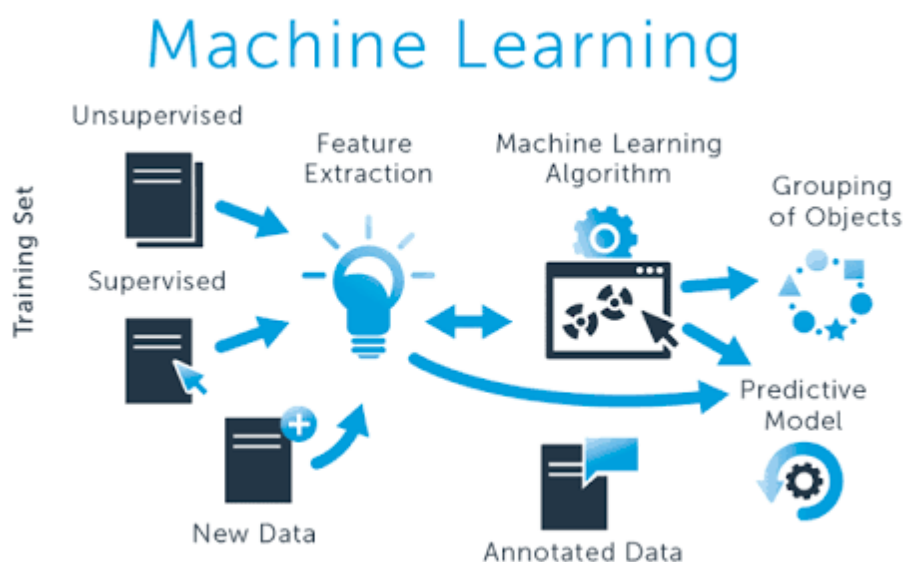 Machine Learning
Unsupervised
Feature
Extraction
Machine Learning
Algorithm
Grouping
of Objects
Training Set
Supervised
Predictive
Model
New Data
Annotated Data